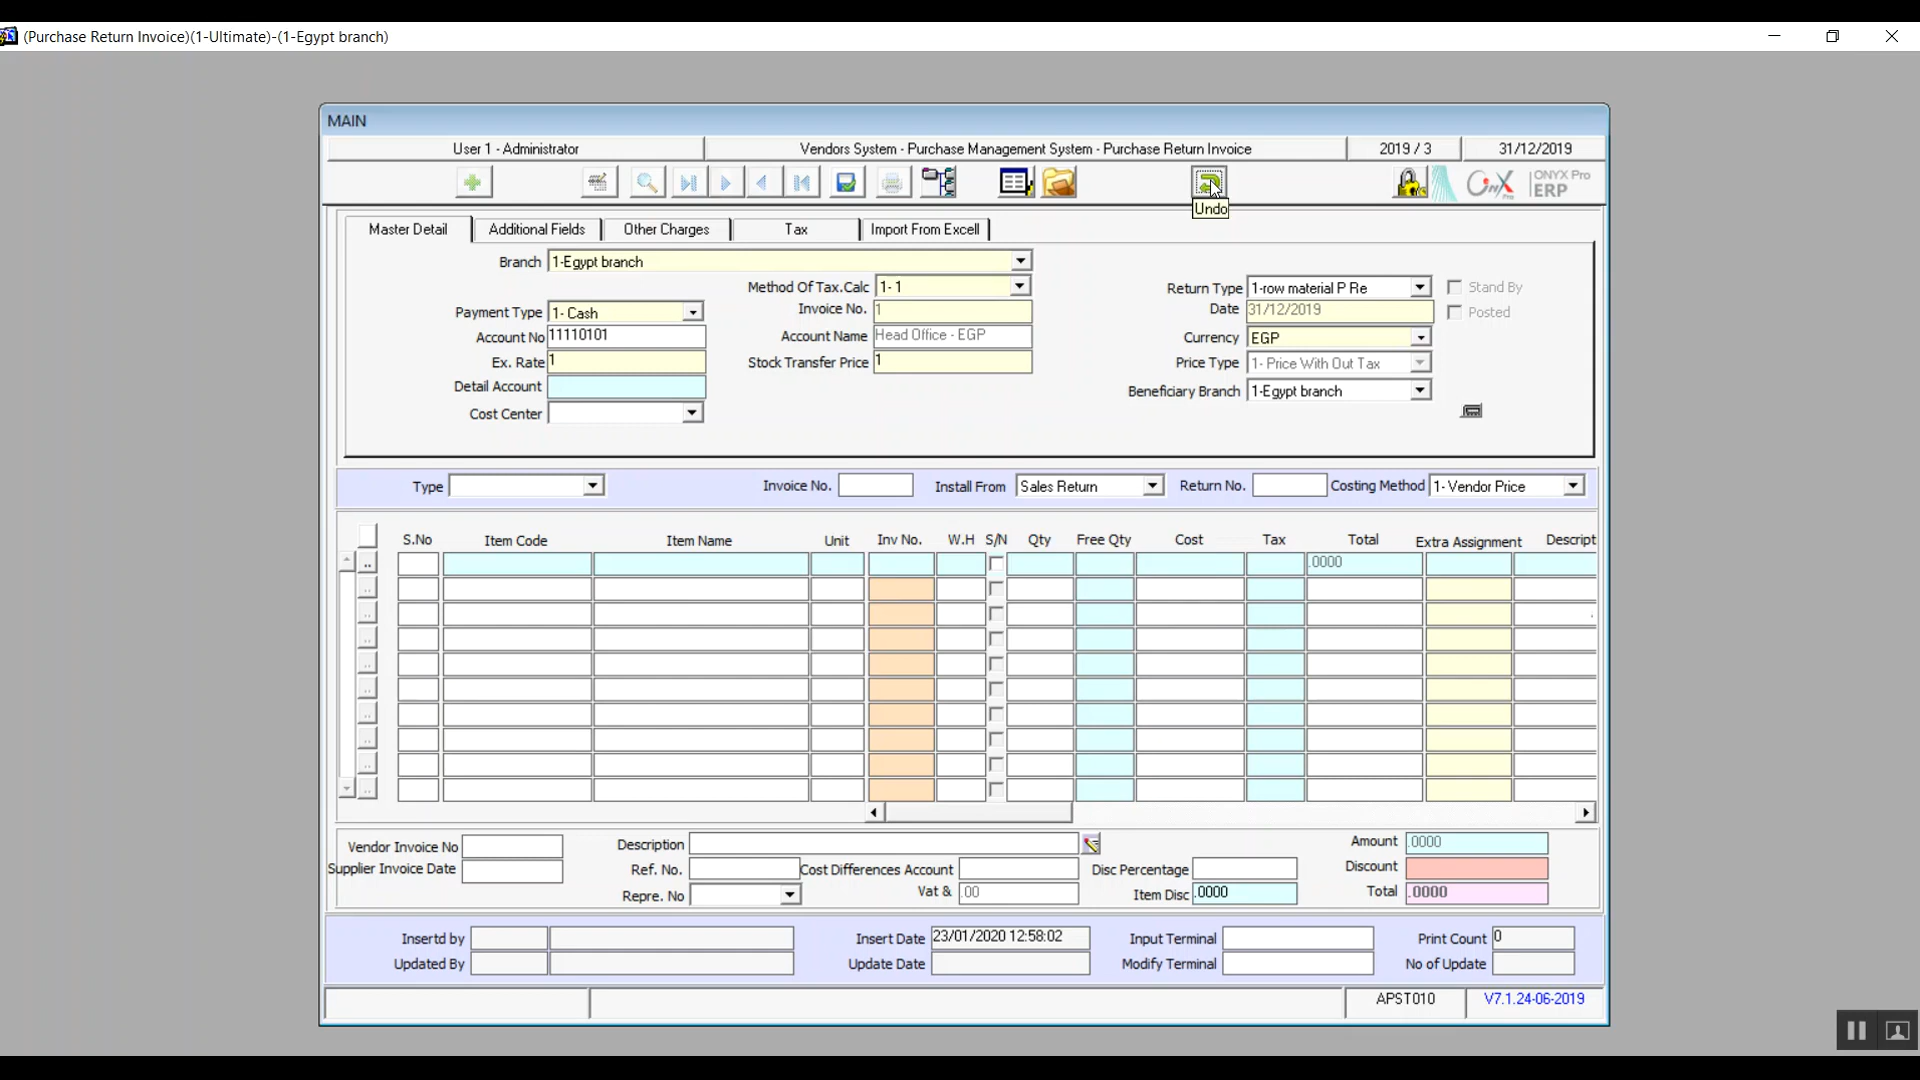 (Purchase Return Invoice)(1-Ultimate)-(1-Egypt branch)
MAIN
User 1 - Administrator
Vendors System - Purchase Management System - Purchase Return Invoice
2019 / 3
31/12/2019
OnyX Pro
ONYX Pro
ERP
Undo
Master Detail
Additional Fields
Other Charges
Tax
Import From Excell
Branch 1-Egypt branch
Method Of Tax.Calc 1- 1
Return Type 1-row material P Re
Stand By
Payment Type 1- Cash
Invoice No. 1
Date 31/12/2019
Posted
Account No 11110101
Account Name Head Office - EGP
Currency EGP
Ex. Rate 1
Stock Transfer Price 1
Price Type 1- Price With Out Tax
Detail Account
Beneficiary Branch 1-Egypt branch
Cost Center
Type
Invoice No.
Install From Sales Return
Return No.
Costing Method 1- Vendor Price
S.No Item Code Item Name Unit Inv No. W.H S/N Qty Free Qty Cost Tax Total Extra Assignment Descript
.0000
Vendor Invoice No
Description
Amount .0000
Supplier Invoice Date
Ref. No.
Cost Differences Account
Disc Percentage
Discount
Repre. No
Vat & .00
Item Disc .0000
Total .0000
Insertd by
Insert Date 23/01/2020 12:58:02
Input Terminal
Print Count 0
Updated By
Update Date
Modify Terminal
No of Update
APST010
V7.1.24-06-2019